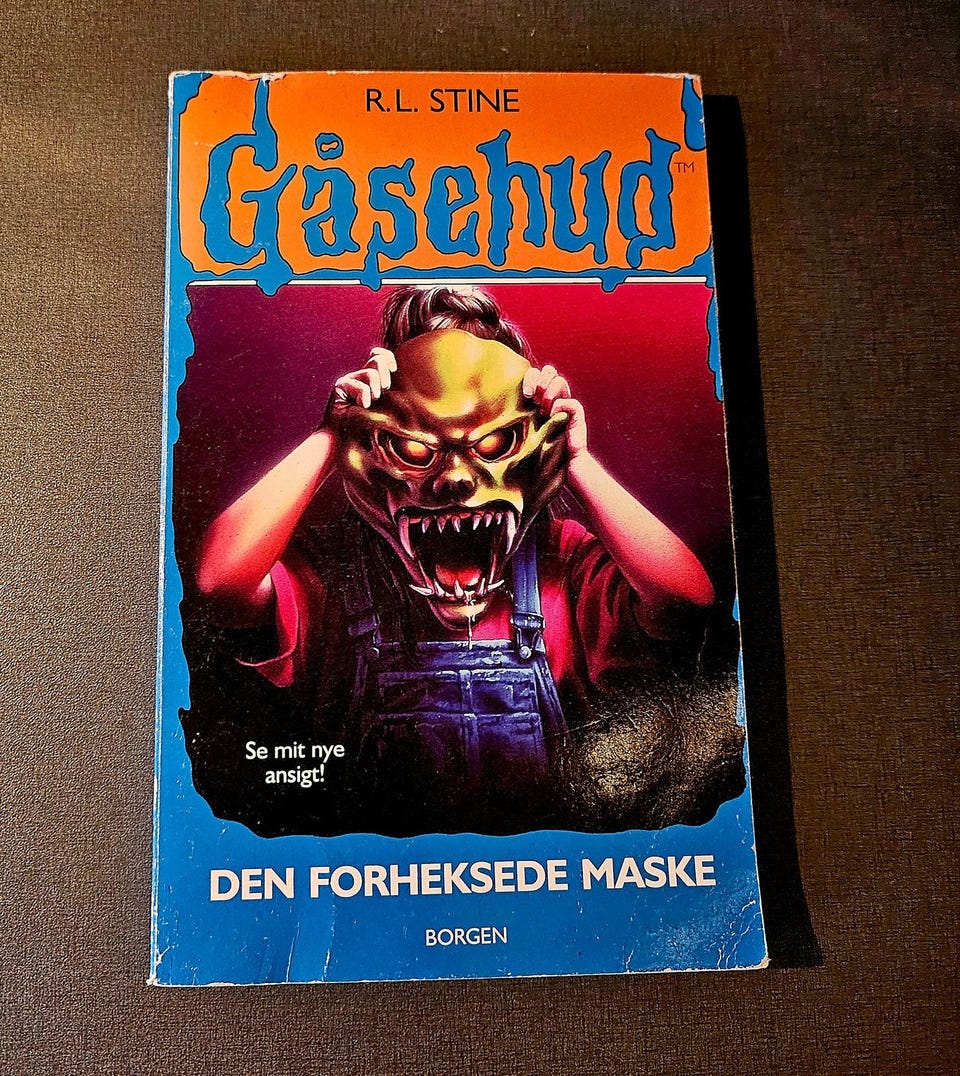 R.L. STINE
Gåsehud™
Se mit nye
ansigt!
DEN FORHEKSEDE MASKE
BORGEN